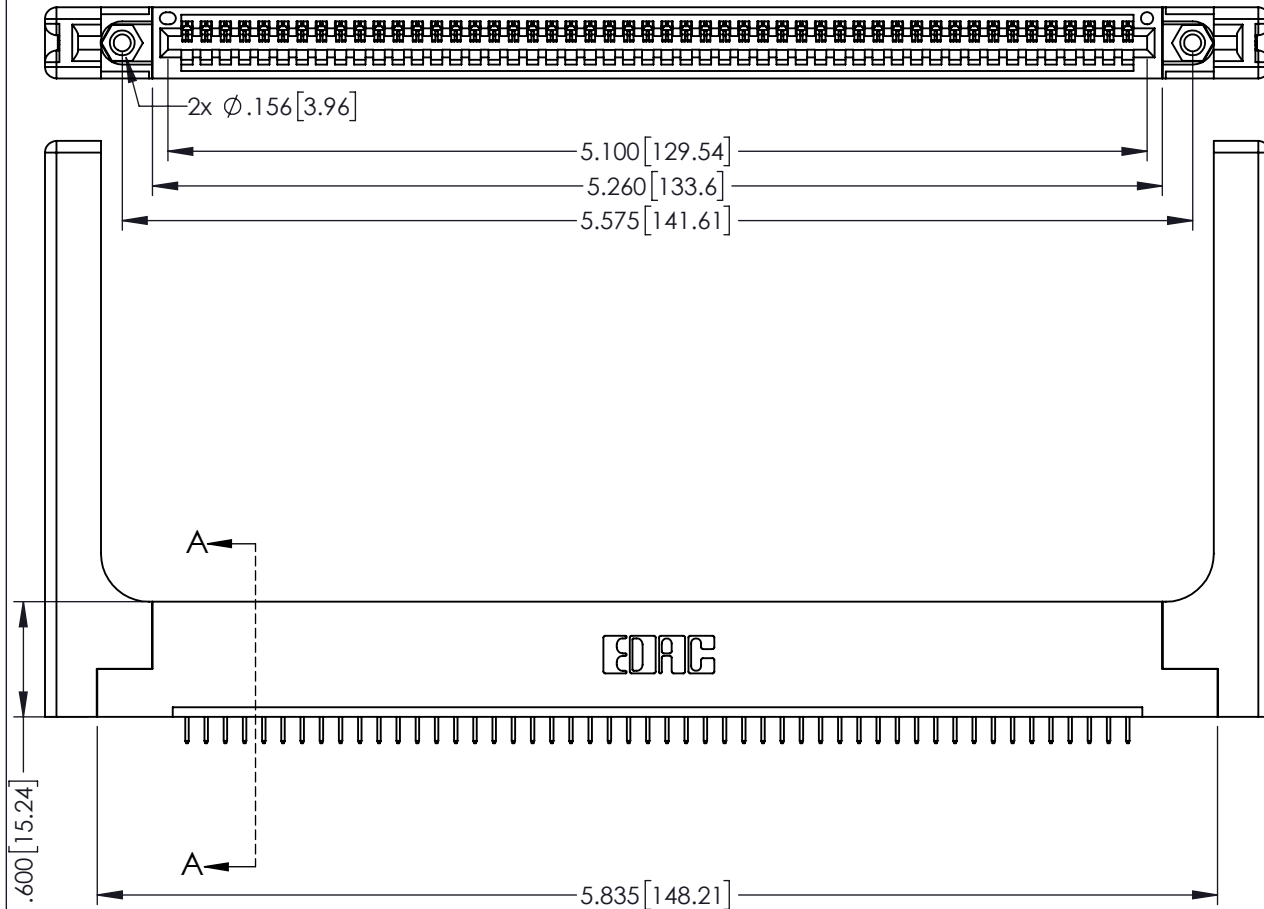 2x ∅.156[3.96]
5.100[129.54]
5.260[133.6]
5.575[141.61]
A
EDAC
.600[15.24]
A
5.835[148.21]